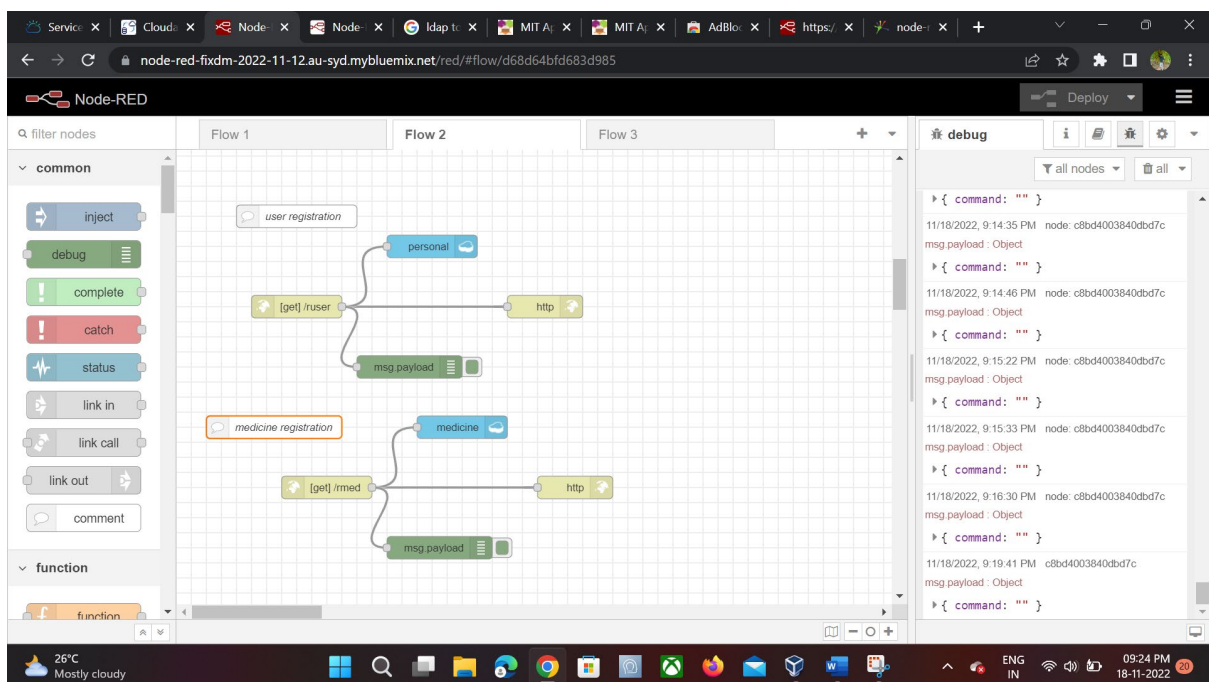 Service
Clouda
Node-
Node-
ldap to
MIT Ap
MIT Ap
AdBloc
https:/
node-r
node-red-fixdm-2022-11-12.au-syd.mybluemix.net/red/#flow/d68d64bfd683d985
Node-RED
Deploy
filter nodes
Flow 1
Flow 2
Flow 3
debug
i
all nodes
all
common
inject
debug
complete
catch
status
link in
link call
link out
comment
function
function
user registration
personal
[get] /ruser
http
msg.payload
medicine registration
medicine
[get] /rmed
http
msg.payload
{ command: "" }
11/18/2022, 9:14:35 PM node: c8bd4003840dbd7c
msg.payload : Object
{ command: "" }
11/18/2022, 9:14:46 PM node: c8bd4003840dbd7c
msg.payload : Object
{ command: "" }
11/18/2022, 9:15:22 PM node: c8bd4003840dbd7c
msg.payload : Object
{ command: "" }
11/18/2022, 9:15:33 PM node: c8bd4003840dbd7c
msg.payload : Object
{ command: "" }
11/18/2022, 9:16:30 PM node: c8bd4003840dbd7c
msg.payload : Object
{ command: "" }
11/18/2022, 9:19:41 PM c8bd4003840dbd7c
msg.payload : Object
{ command: "" }
26°C
Mostly cloudy
ENG
IN
09:24 PM
18-11-2022
20